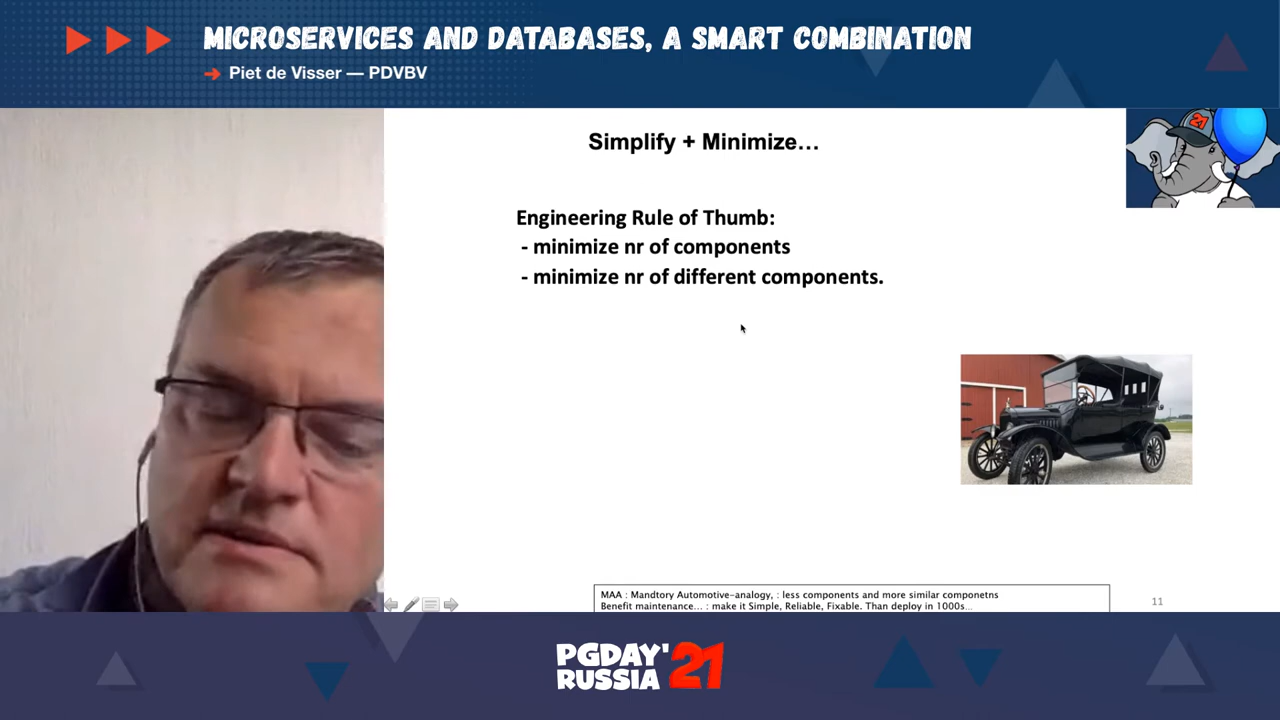 MICROSERVICES AND DATABASES, A SMART COMBINATION
Piet de Visser — PDVBV
21
Simplify + Minimize…
Engineering Rule of Thumb:
- minimize nr of components
- minimize nr of different components.
MAA : Mandtory Automotive-analogy, : less components and more similar componetns
Benefit maintenance… : make it Simple, Reliable, Fixable. Than deploy in 1000s…
11
PGDAY'21
RUSSIA